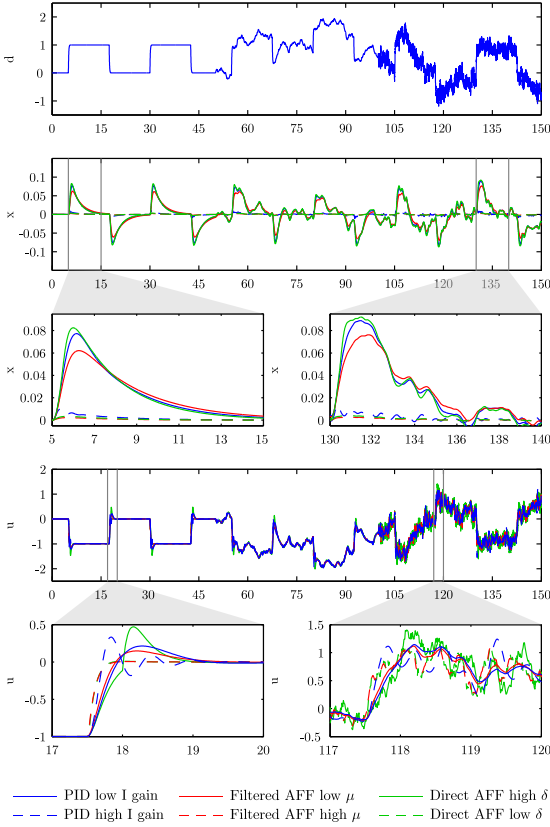 2
1
0
-1
d
0 15 30 45 60 75 90 105 120 135 150
0.1
0.05
0
-0.05
-0.1
x
0 15 30 45 60 75 90 105 120 135 150
0.08
0.06
0.04
0.02
0
x
5 7 9 11 13 15
0.08
0.06
0.04
0.02
0
x
130 132 134 136 138 140
2
1
0
-1
-2
u
0 15 30 45 60 75 90 105 120 135 150
0.5
0
-0.5
-1
u
17 18 19 20
1.5
1
0.5
0
-0.5
u
117 118 119 120
PID low I gain Filtered AFF low μ Direct AFF high δ
PID high I gain Filtered AFF high μ Direct AFF low δ